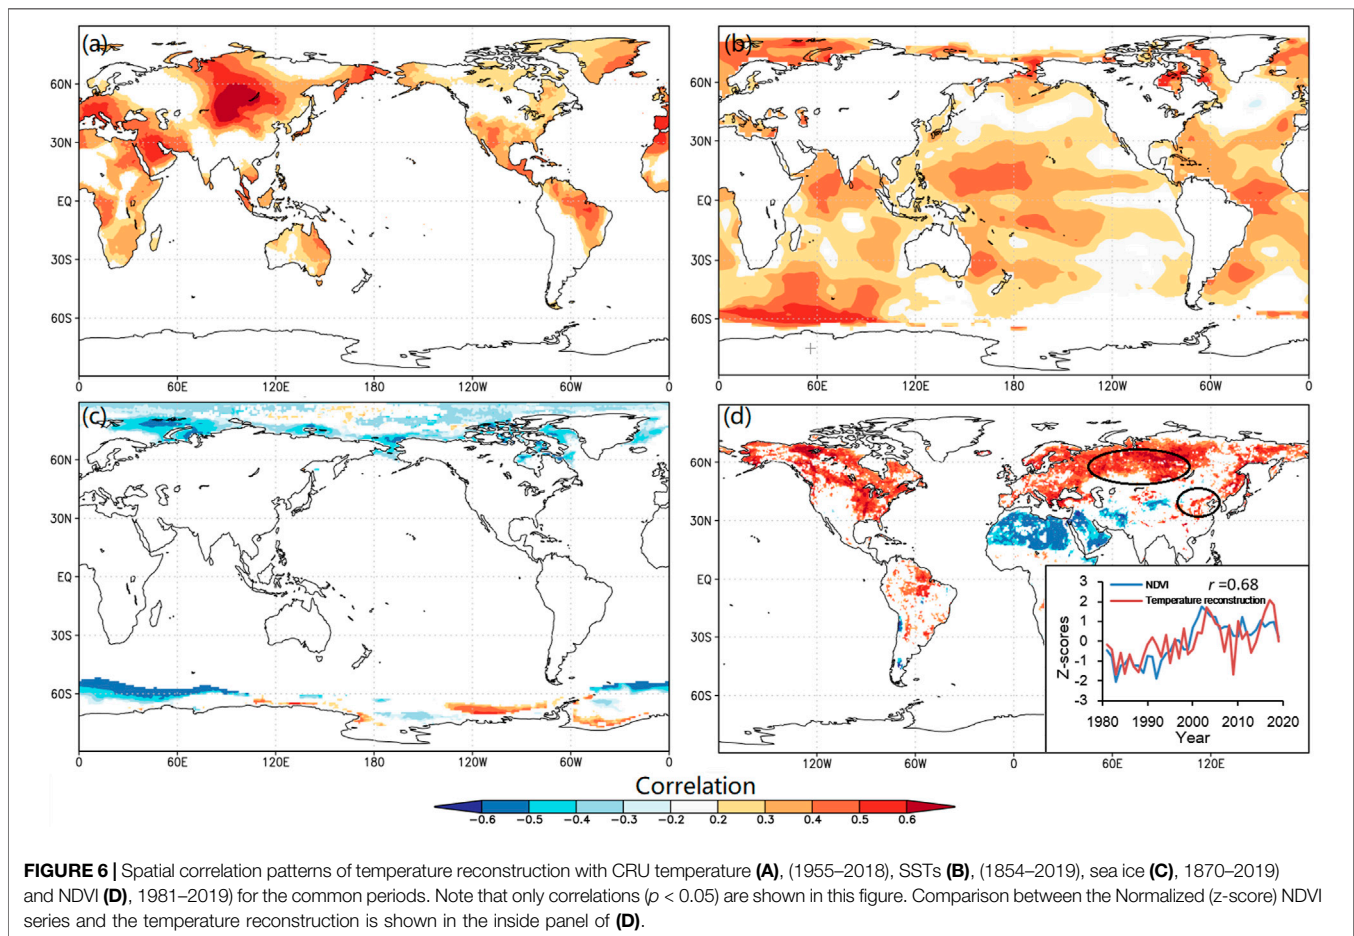 (a)
60N
30N
EQ
30S
60S
0
60E
120E
180
120W
60W
0
(b)
60N
30N
EQ
30S
60S
0
60E
120E
180
120W
60W
0
(c)
60N
30N
EQ
30S
60S
0
60E
120E
180
120W
60W
0
(d)
60N
30N
EQ
30S
60S
120W
60W
0
60E
120E
NDVI
r =0.68
Temperature reconstruction
Z-scores
3
2
1
0
-1
-2
-3
1980
1990
2000
2010
2020
Year
Correlation
−0.6 −0.5 −0.4 −0.3 −0.2 0.2 0.3 0.4 0.5 0.6
FIGURE 6 | Spatial correlation patterns of temperature reconstruction with CRU temperature (A), (1955–2018), SSTs (B), (1854–2019), sea ice (C), 1870–2019)
and NDVI (D), 1981–2019) for the common periods. Note that only correlations (p < 0.05) are shown in this figure. Comparison between the Normalized (z-score) NDVI
series and the temperature reconstruction is shown in the inside panel of (D).